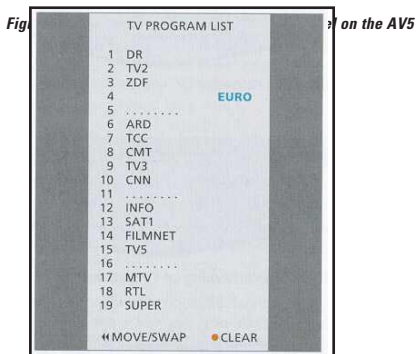 TV PROGRAM LIST
on the AV5
1 DR
2 TV2
3 ZDF
4 EURO
5 ........
6 ARD
7 TCC
8 CMT
9 TV3
10 CNN
11 ........
12 INFO
13 SAT1
14 FILMNET
15 TV5
16 ........
17 MTV
18 RTL
19 SUPER
MOVE/SWAP CLEAR